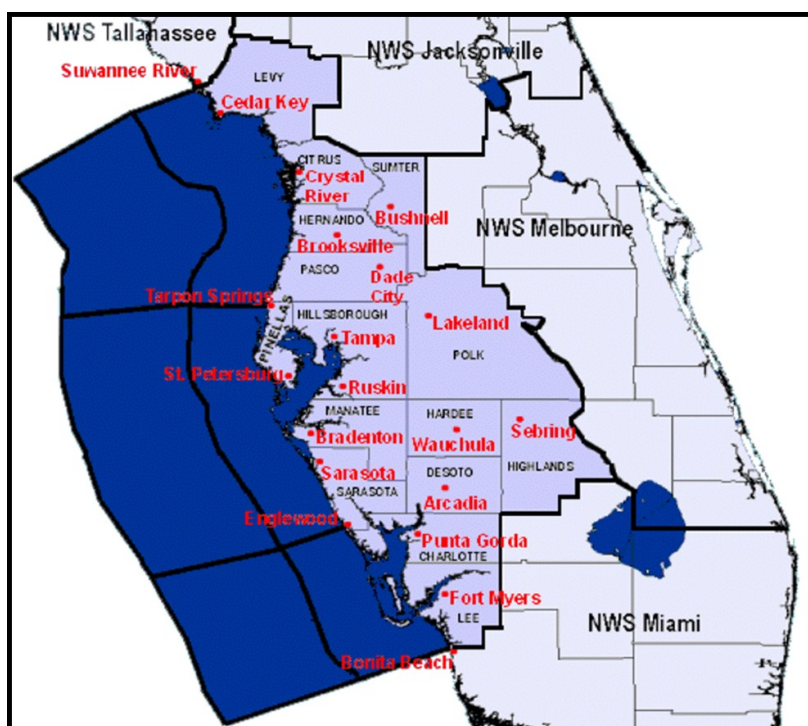 NWS Tallahassee
NWS Jacksonville
Suwannee River
LEVY
Cedar Key
CITRUS
Crystal
River
SUMTER
Bushnell
HERNANDO
Brooksville
NWS Melbourne
PASCO
Dade
City
Tarpon Springs
PINELLAS
HILLSBOROUGH
Lakeland
Tampa
POLK
St. Petersburg
Ruskin
MANATEE
HARDEE
Bradenton
Wauchula
Sebring
Sarasota
DESOTO
HIGHLANDS
SARASOTA
Arcadia
Englewood
Punta Gorda
CHARLOTTE
Fort Myers
LEE
NWS Miami
Bonita Beach